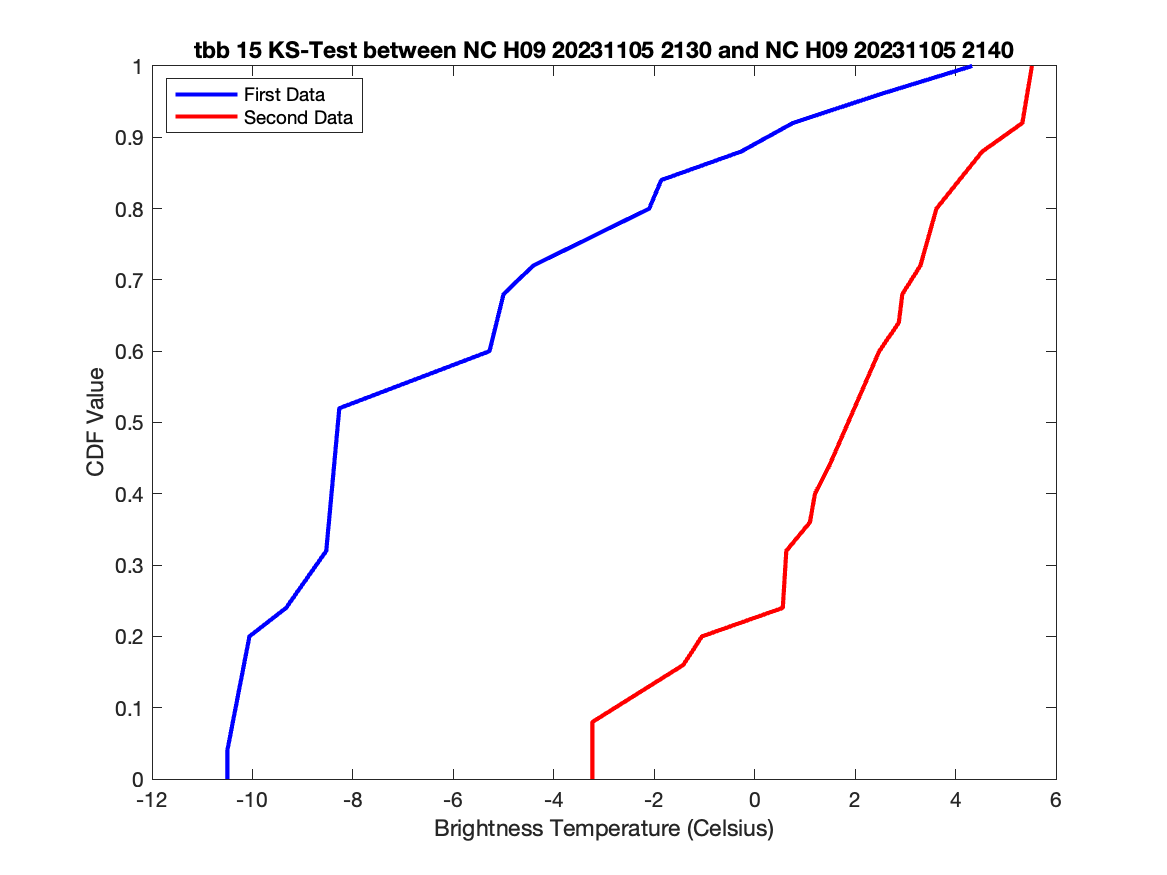 tbb 15 KS-Test between NC H09 20231105 2130 and NC H09 20231105 2140
First Data
Second Data
1
0.9
0.8
0.7
0.6
0.5
0.4
0.3
0.2
0.1
0
CDF Value
-12 -10 -8 -6 -4 -2 0 2 4 6
Brightness Temperature (Celsius)